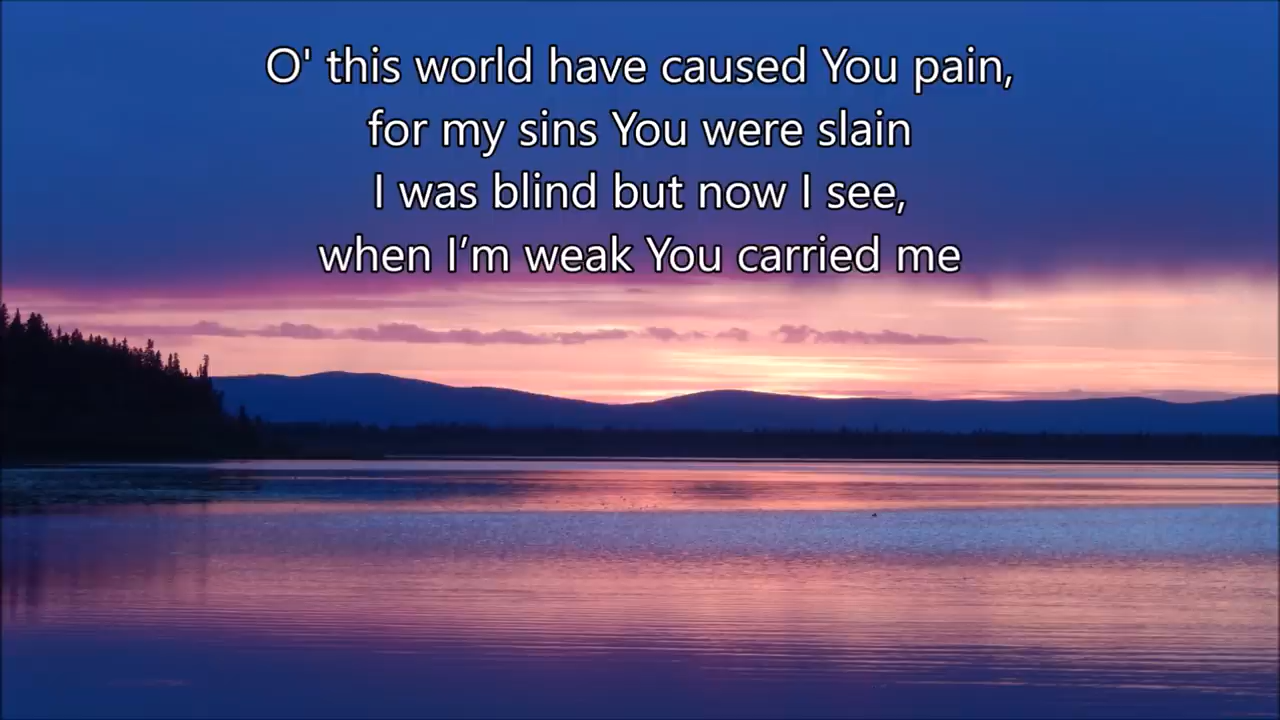 O' this world have caused You pain,
for my sins You were slain
I was blind but now I see,
when I’m weak You carried me